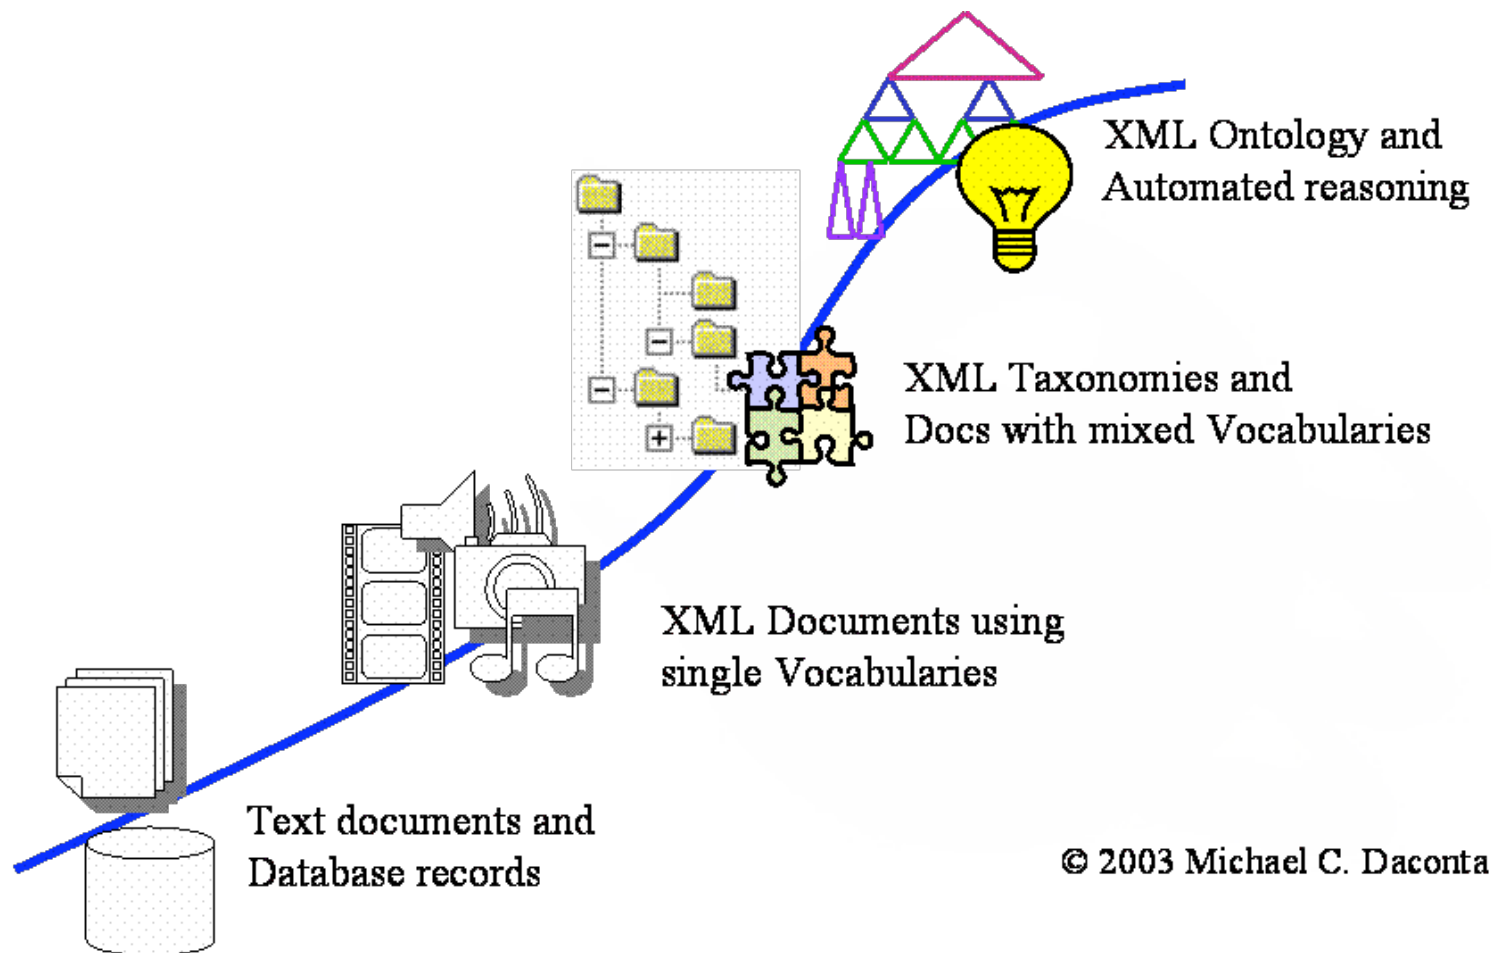 XML Ontology and
Automated reasoning
XML Taxonomies and
Docs with mixed Vocabularies
XML Documents using
single Vocabularies
Text documents and
Database records
© 2003 Michael C. Daconta